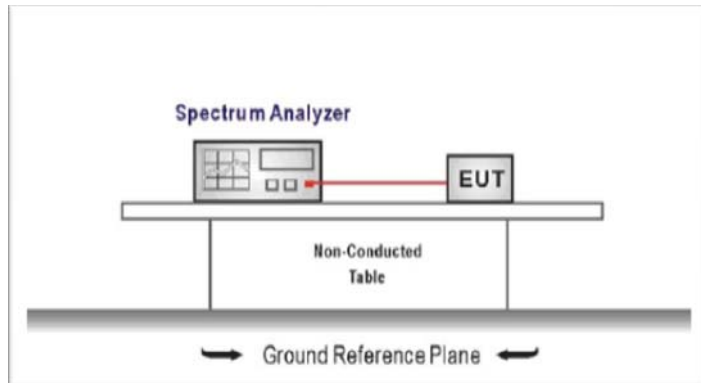 Spectrum Analyzer
EUT
Non-Conducted
Table
Ground Reference Plane